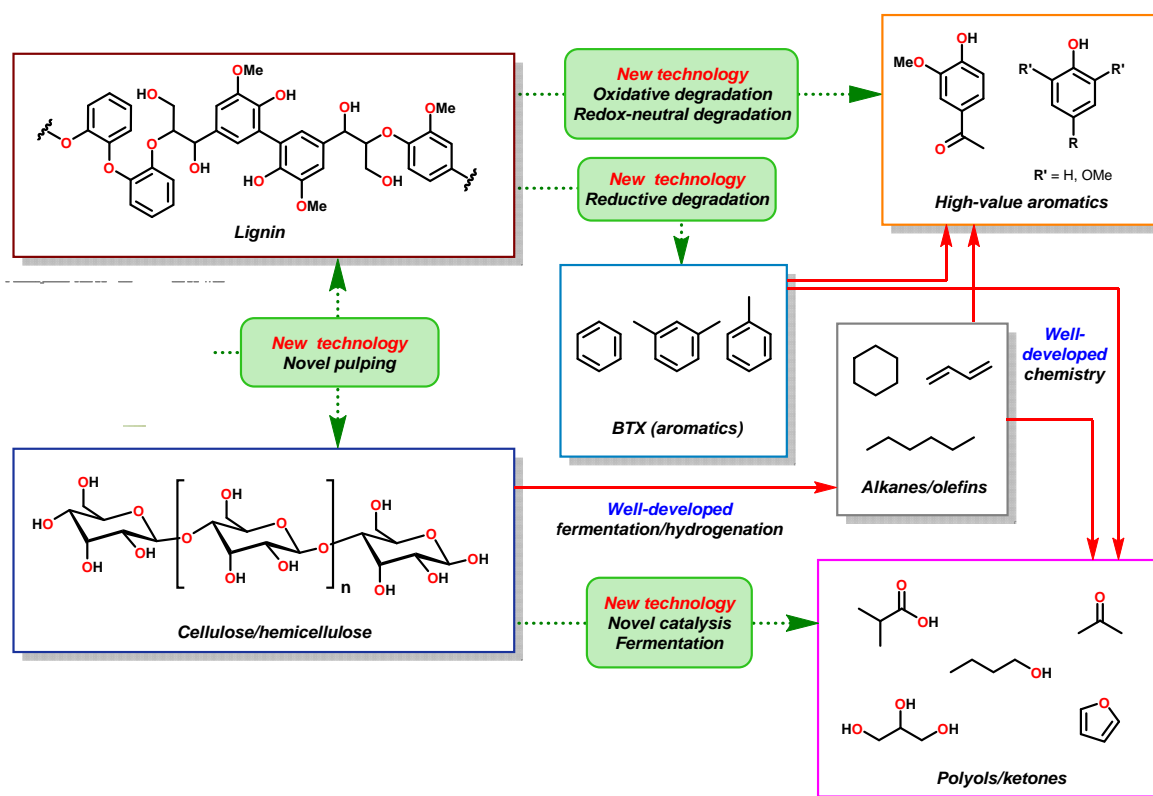 OMe
OH
HO
OH
OMe
O
O
O
O
OH
HO
OMe
OH
Lignin
New technology
Oxidative degradation
Redox-neutral degradation
New technology
Reductive degradation
OH
MeO
O
OH
R'
R'
R
R' = H, OMe
High-value aromatics
New technology
Novel pulping
BTX (aromatics)
Alkanes/olefins
Well-
developed
chemistry
Well-developed
fermentation/hydrogenation
HO
HO
OH
OH
O
O
OH
HO
O
OH
OH
O
OH
HO
O
OH
OH
OH
n
Cellulose/hemicellulose
New technology
Novel catalysis
Fermentation
O
OH
O
OH
OH
HO
OH
O
Polyols/ketones